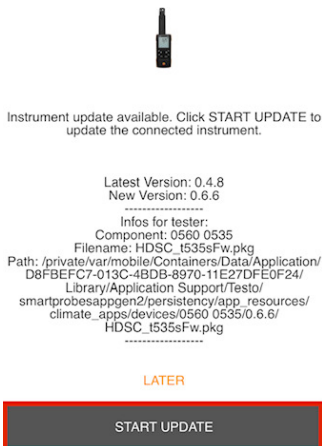 Instrument update available. Click START UPDATE to
update the connected instrument.
Latest Version: 0.4.8
New Version: 0.6.6
------------------
Infos for tester:
Component: 0560 0535
Filename: HDSC_t535sFw.pkg
Path: /private/var/mobile/Containers/Data/Application/
D8FBEFC7-013C-4BDB-8970-11E27DFE0F24/
Library/Application Support/Testo/
smartprobesappgen2/persistency/app_resources/
climate_apps/devices/0560 0535/0.6.6/
HDSC_t535sFw.pkg
------------------
LATER
START UPDATE